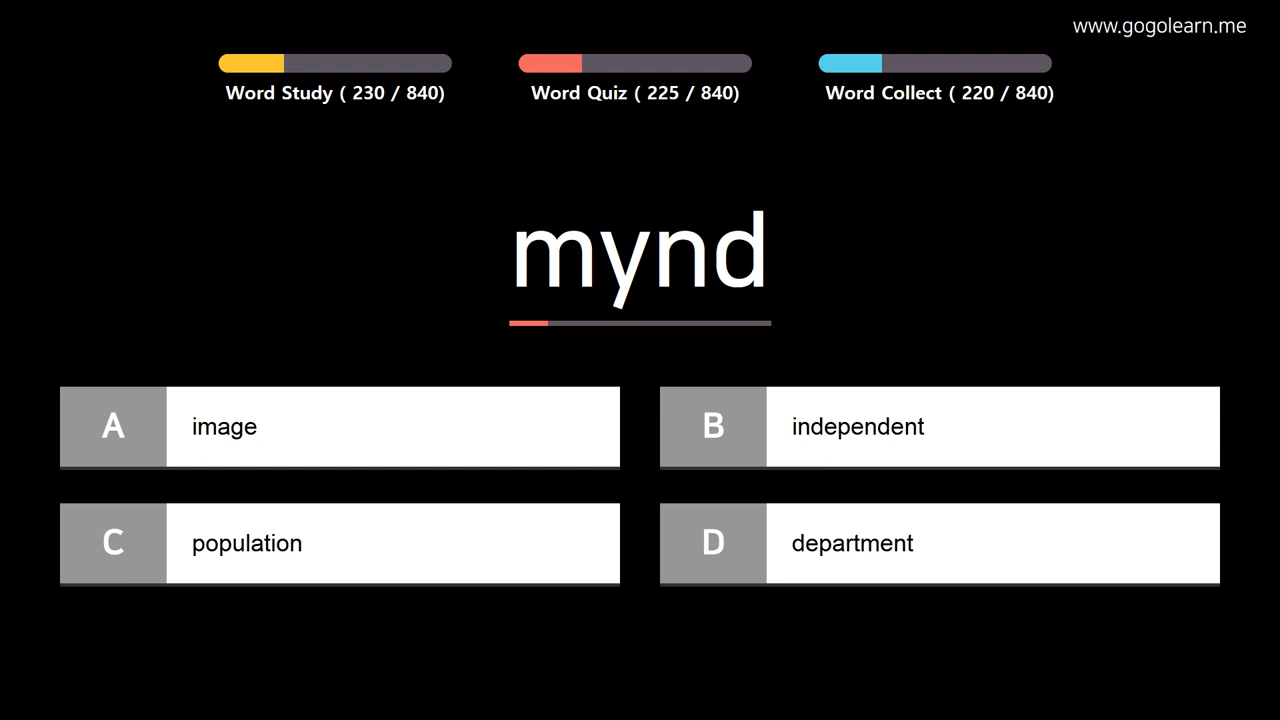 www.gogolearn.me
Word Study ( 230 / 840)
Word Quiz ( 225 / 840)
Word Collect ( 220 / 840)
mynd
A image
B independent
C population
D department